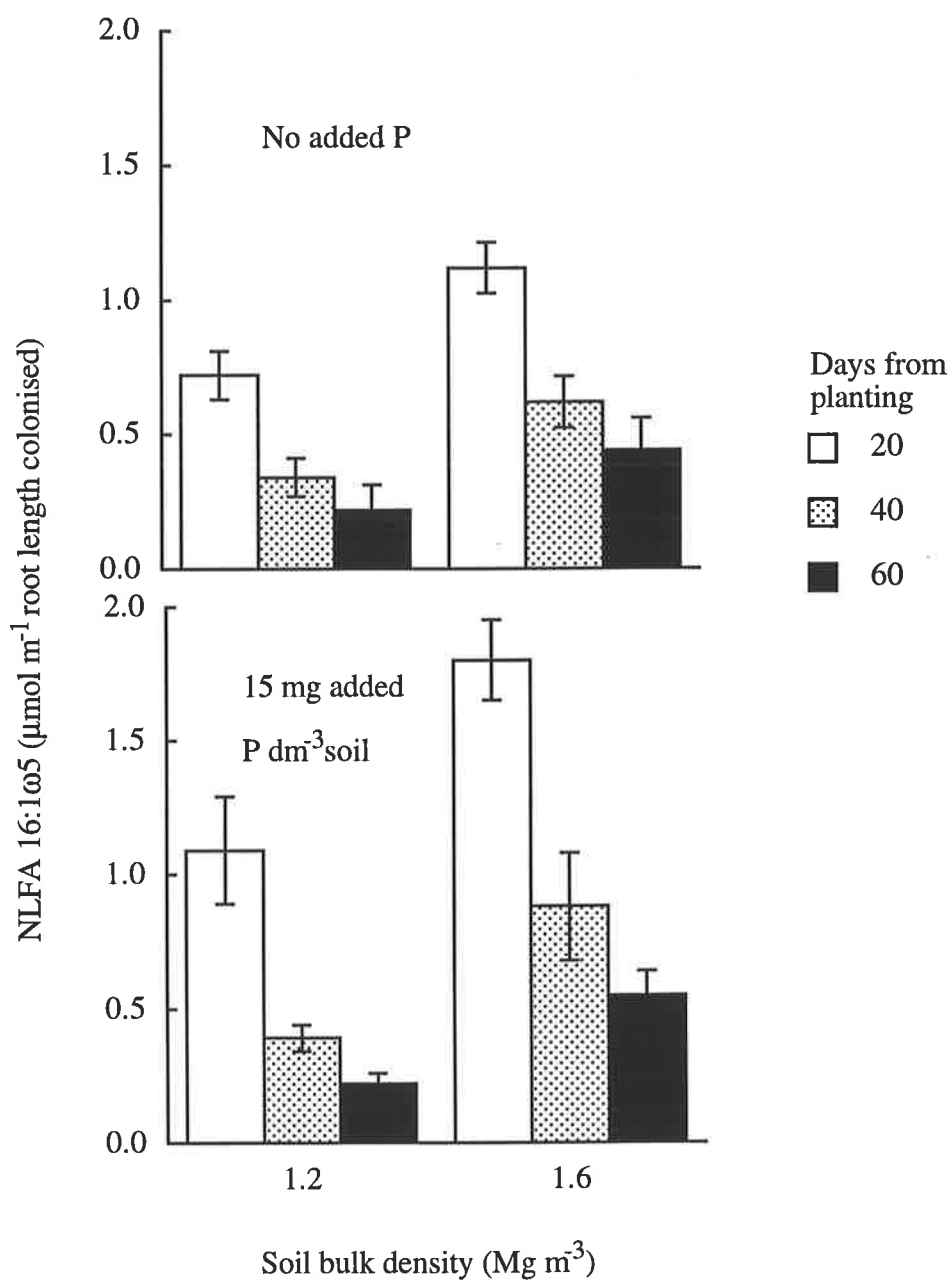 2.0
No added P
1.5
1.0
0.5
0.0
2.0
15 mg added
P dm⁻³soil
1.5
1.0
0.5
0.0
1.2 1.6
Soil bulk density (Mg m⁻³)
NLFA 16:1ω5 (μmol m⁻¹ root length colonised)
Days from
planting
20
40
60